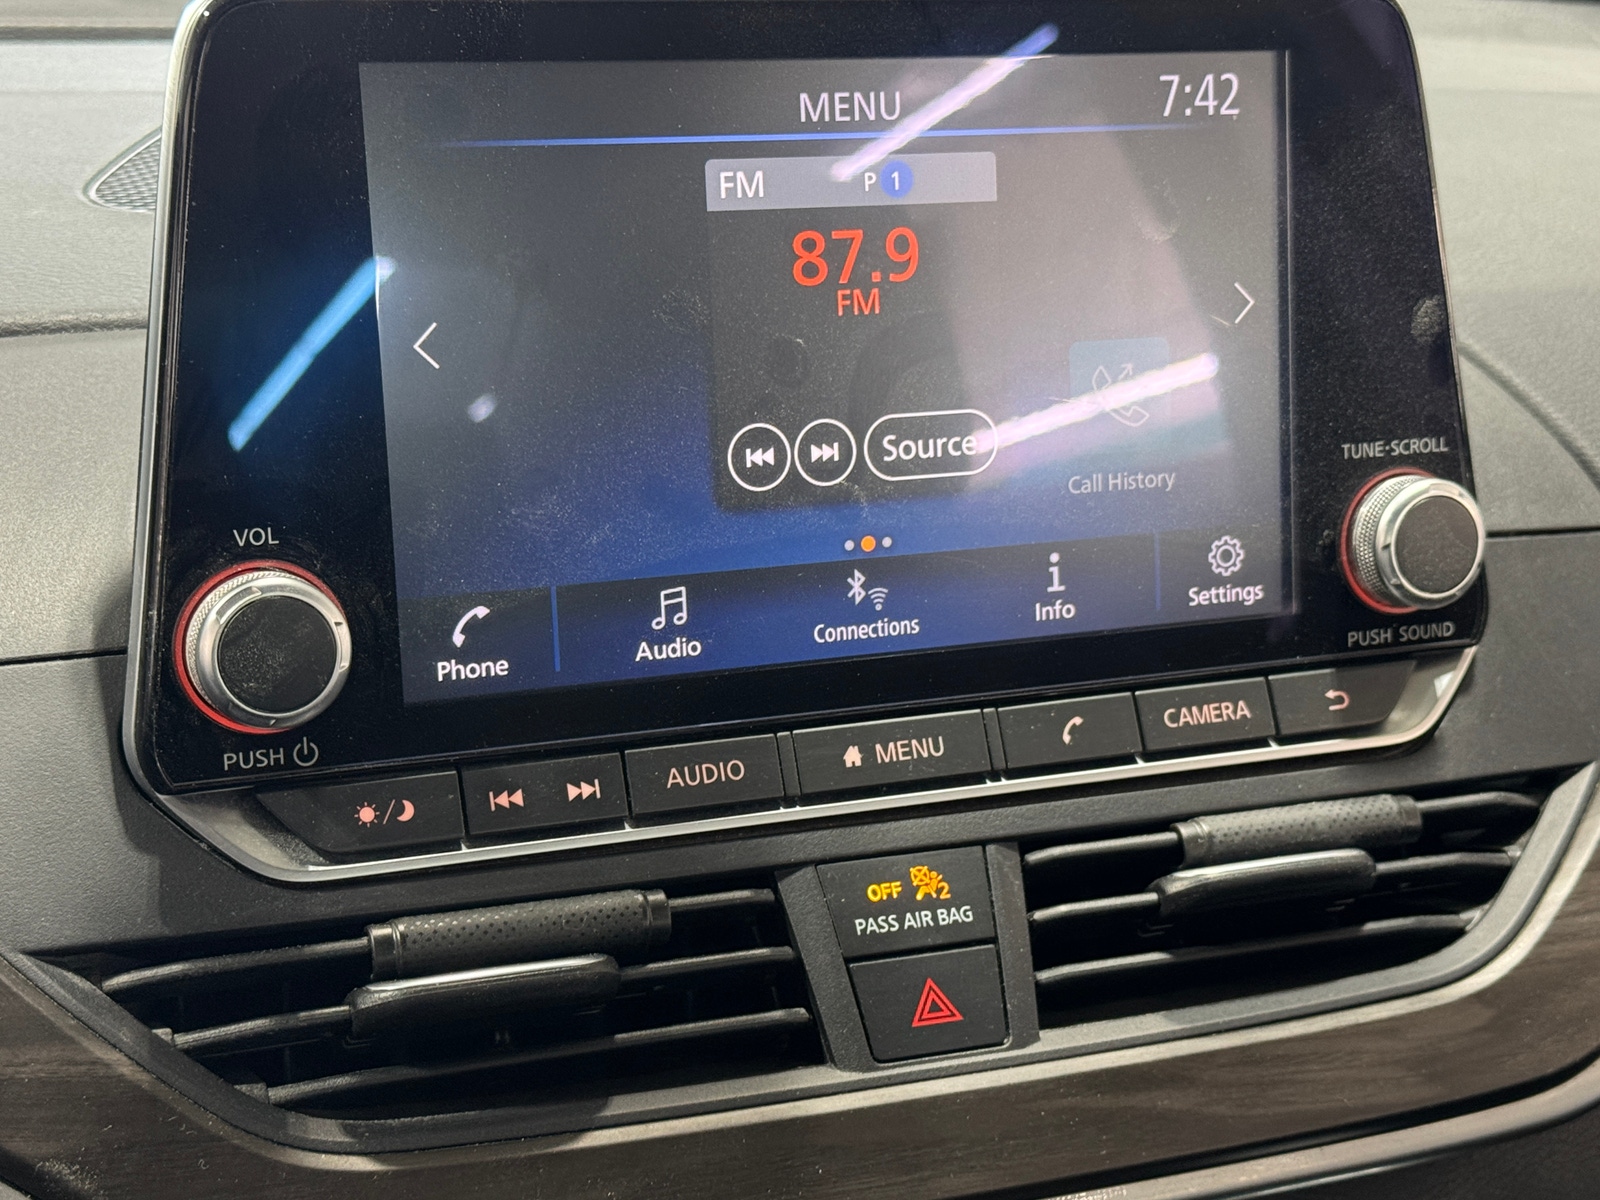 MENU
7:42
FM P 1
87.9
FM
Source
Call History
Phone
Audio
Connections
i
Info
Settings
VOL
PUSH
TUNE·SCROLL
PUSH SOUND
AUDIO
MENU
CAMERA
OFF 2
PASS AIR BAG